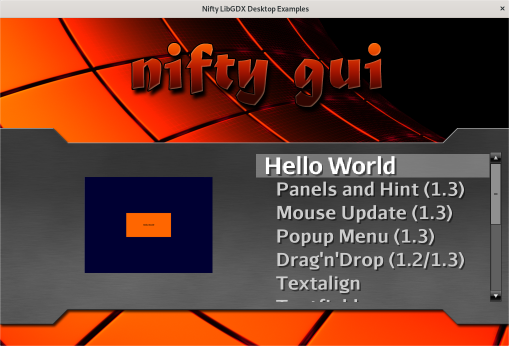 Nifty LibGDX Desktop Examples
nifty gui
Hello World
Panels and Hint (1.3)
Mouse Update (1.3)
Popup Menu (1.3)
Drag'n'Drop (1.2/1.3)
Textalign